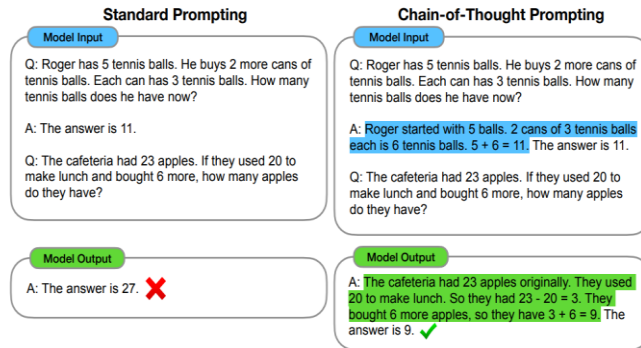 Standard Prompting
Model Input
Q: Roger has 5 tennis balls. He buys 2 more cans of
tennis balls. Each can has 3 tennis balls. How many
tennis balls does he have now?
A: The answer is 11.
Q: The cafeteria had 23 apples. If they used 20 to
make lunch and bought 6 more, how many apples
do they have?
Model Output
A: The answer is 27.
Chain-of-Thought Prompting
Model Input
Q: Roger has 5 tennis balls. He buys 2 more cans of
tennis balls. Each can has 3 tennis balls. How many
tennis balls does he have now?
A: Roger started with 5 balls. 2 cans of 3 tennis balls
each is 6 tennis balls. 5 + 6 = 11. The answer is 11.
Q: The cafeteria had 23 apples. If they used 20 to
make lunch and bought 6 more, how many apples
do they have?
Model Output
A: The cafeteria had 23 apples originally. They used
20 to make lunch. So they had 23 - 20 = 3. They
bought 6 more apples, so they have 3 + 6 = 9. The
answer is 9.